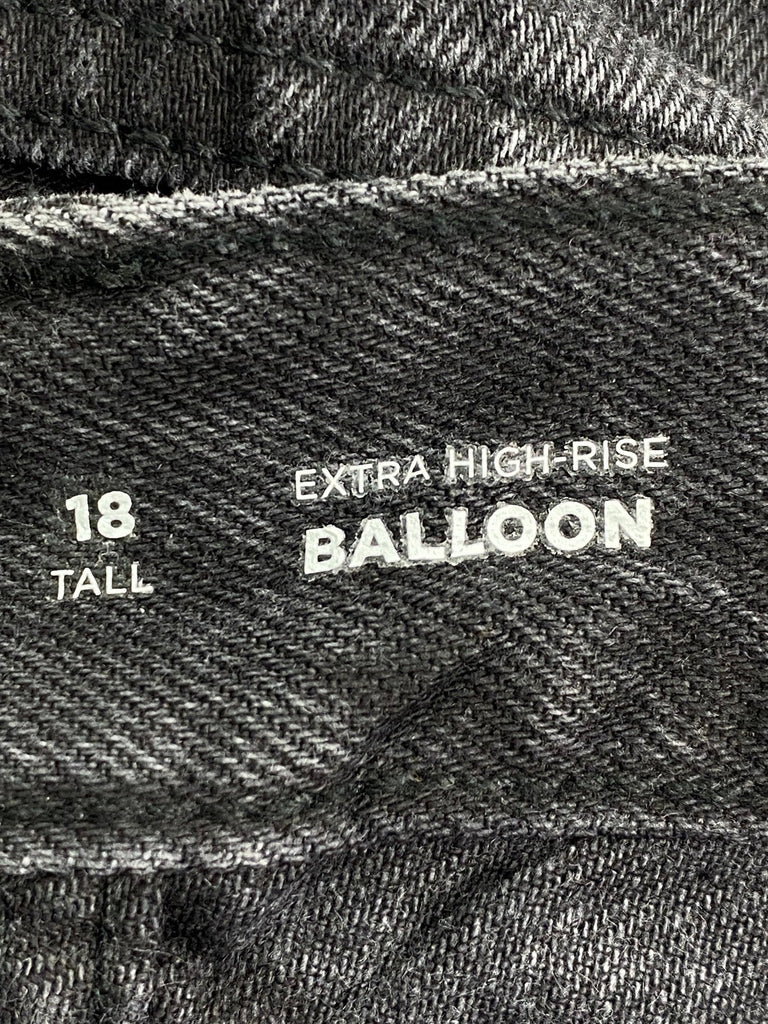 18
TALL
EXTRA HIGH-RISE
BALLOON